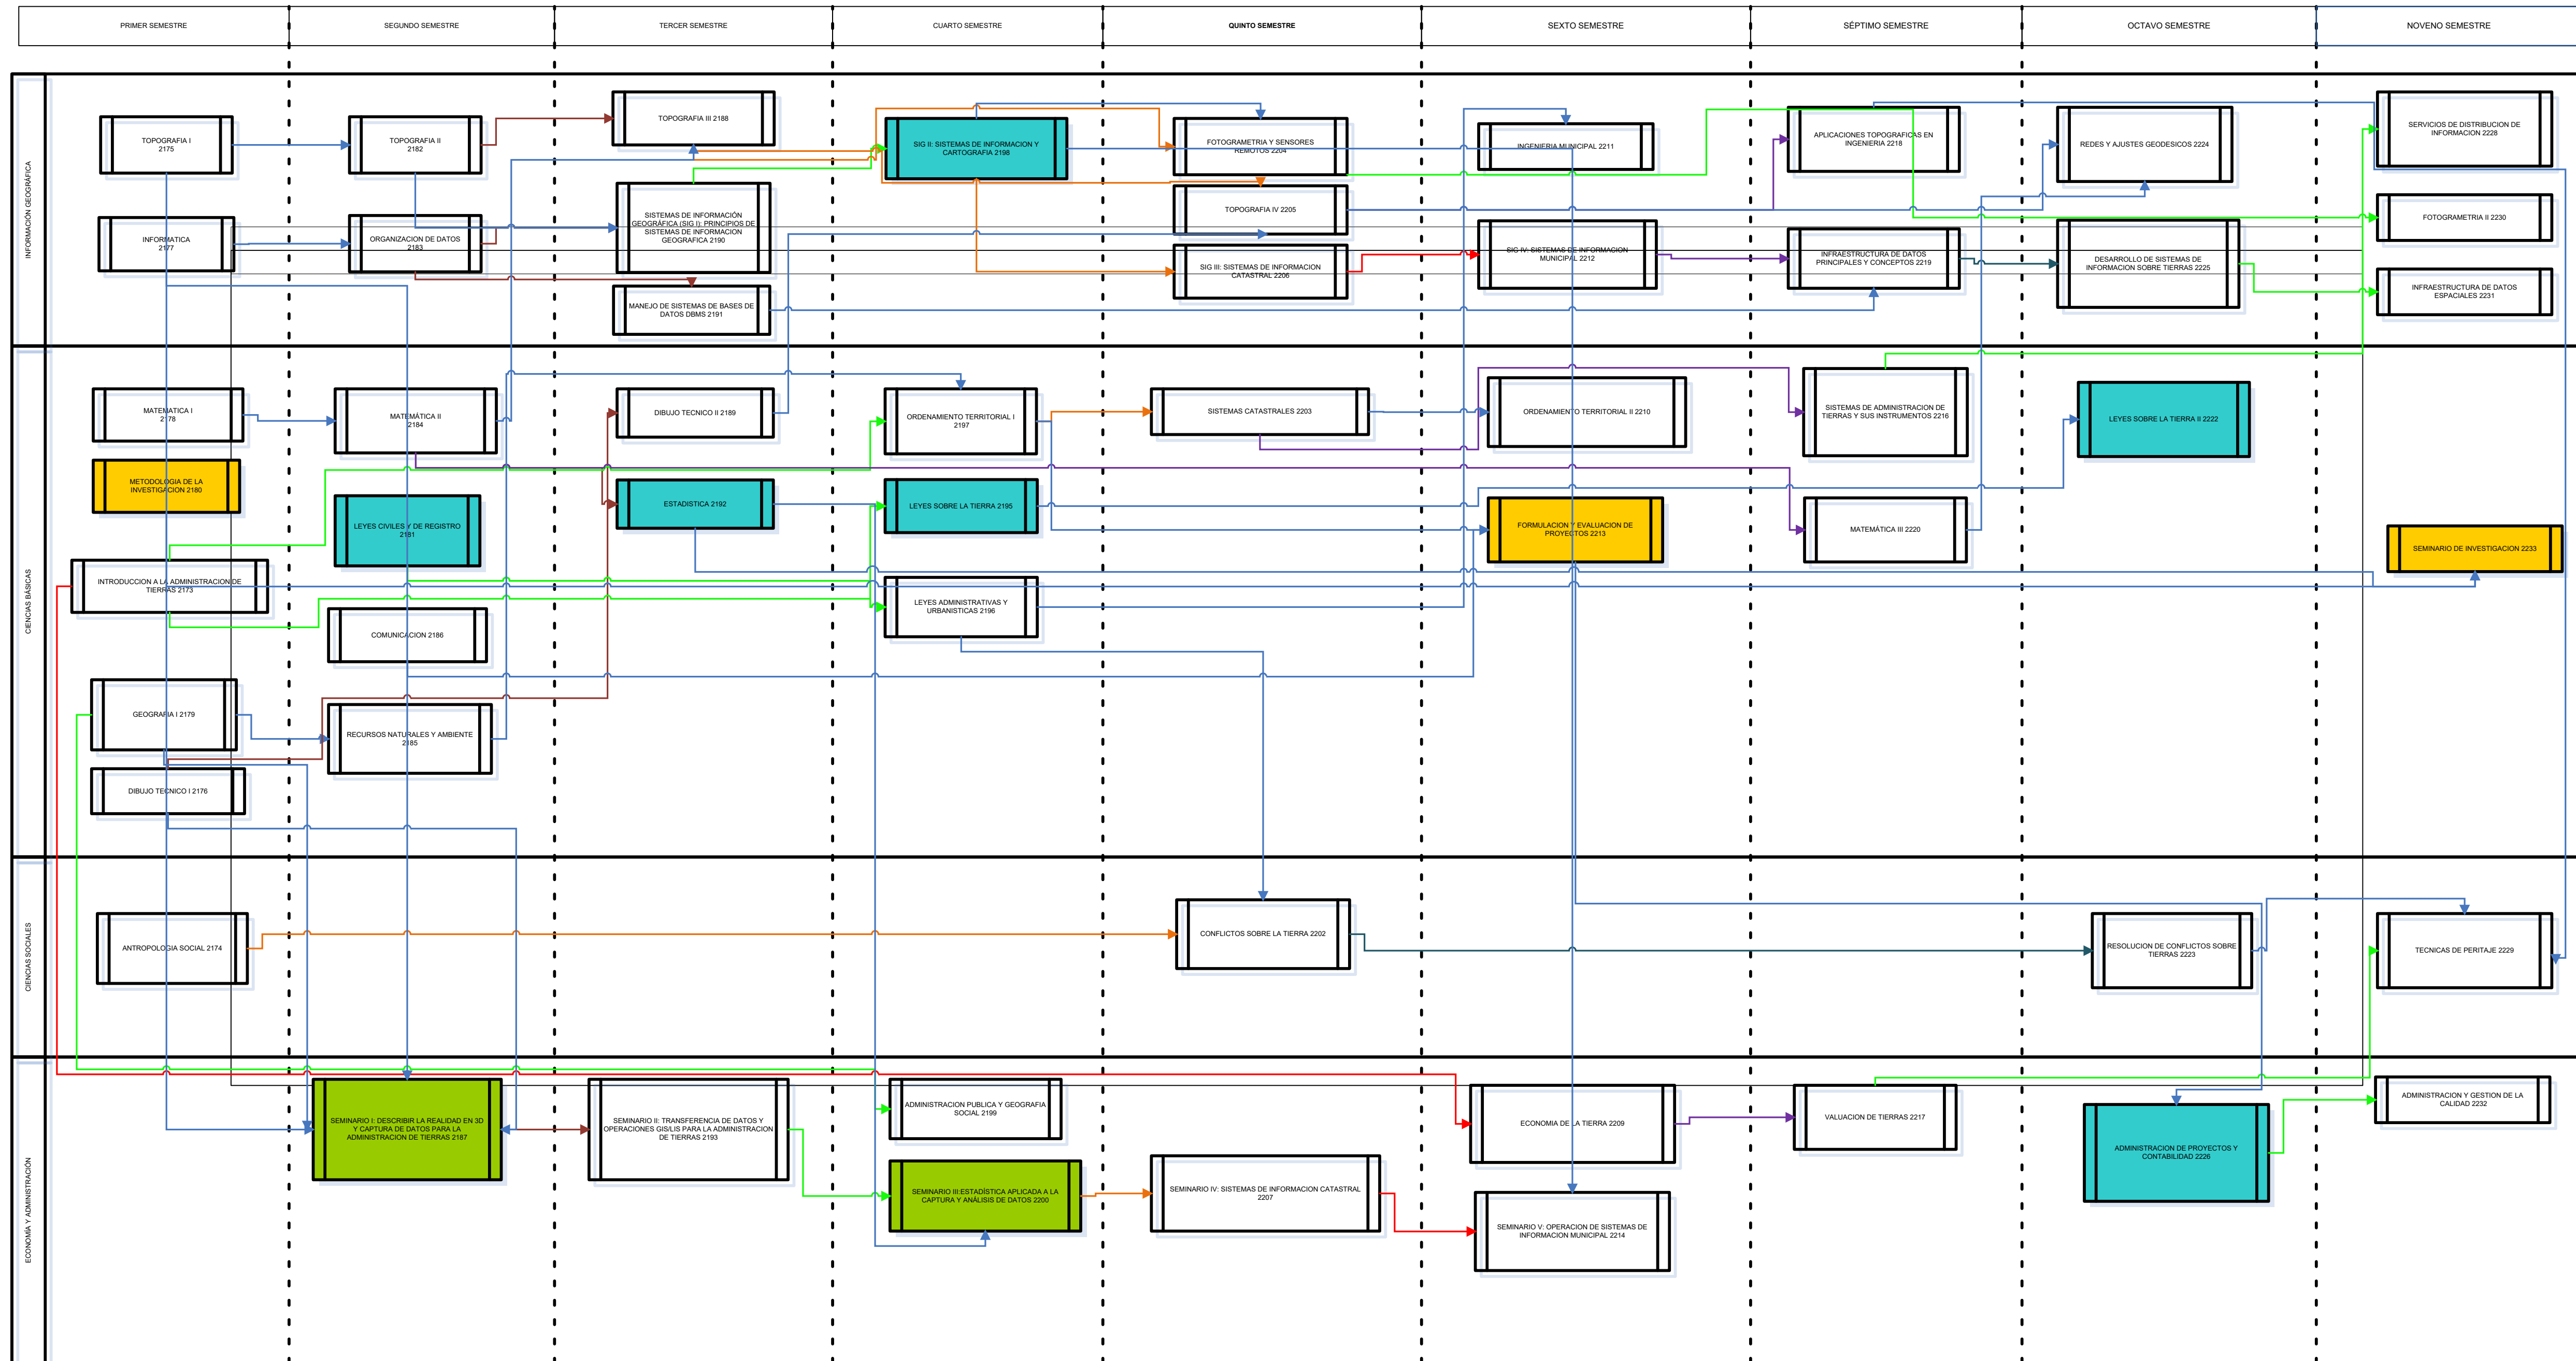 PRIMER SEMESTRE
SEGUNDO SEMESTRE
TERCER SEMESTRE
CUARTO SEMESTRE
QUINTO SEMESTRE
SEXTO SEMESTRE
SÉPTIMO SEMESTRE
OCTAVO SEMESTRE
NOVENO SEMESTRE
INFORMACIÓN GEOGRÁFICA
TOPOGRAFIA I
2175
INFORMATICA
2177
TOPOGRAFIA II
2182
ORGANIZACION DE DATOS
2183
TOPOGRAFIA III 2188
SISTEMAS DE INFORMACIÓN
GEOGRÁFICA (SIG I): PRINCIPIOS DE
SISTEMAS DE INFORMACION
GEOGRAFICA 2190
MANEJO DE SISTEMAS DE BASES DE
DATOS DBMS 2191
SIG II: SISTEMAS DE INFORMACION Y
CARTOGRAFIA 2198
FOTOGRAMETRIA Y SENSORES
REMOTOS 2204
TOPOGRAFIA IV 2205
SIG III: SISTEMAS DE INFORMACION
CATASTRAL 2206
INGENIERIA MUNICIPAL 2211
SIG IV: SISTEMAS DE INFORMACION
MUNICIPAL 2212
APLICACIONES TOPOGRAFICAS EN
INGENIERIA 2218
INFRAESTRUCTURA DE DATOS
PRINCIPALES Y CONCEPTOS 2219
REDES Y AJUSTES GEODESICOS 2224
DESARROLLO DE SISTEMAS DE
INFORMACION SOBRE TIERRAS 2225
SERVICIOS DE DISTRIBUCION DE
INFORMACION 2228
FOTOGRAMETRIA II 2230
INFRAESTRUCTURA DE DATOS
ESPACIALES 2231
CIENCIAS BÁSICAS
MATEMATICA I
2178
METODOLOGIA DE LA
INVESTIGACION 2180
INTRODUCCION A LA ADMINISTRACION DE
TIERRAS 2173
GEOGRAFIA I 2179
DIBUJO TECNICO I 2176
MATEMÁTICA II
2184
LEYES CIVILES Y DE REGISTRO
2181
COMUNICACION 2186
RECURSOS NATURALES Y AMBIENTE
2185
DIBUJO TECNICO II 2189
ESTADISTICA 2192
ORDENAMIENTO TERRITORIAL I
2197
LEYES SOBRE LA TIERRA 2195
LEYES ADMINISTRATIVAS Y
URBANISTICAS 2196
SISTEMAS CATASTRALES 2203
ORDENAMIENTO TERRITORIAL II 2210
FORMULACION Y EVALUACION DE
PROYECTOS 2213
SISTEMAS DE ADMINISTRACION DE
TIERRAS Y SUS INSTRUMENTOS 2216
MATEMÁTICA III 2220
LEYES SOBRE LA TIERRA II 2222
SEMINARIO DE INVESTIGACION 2233
CIENCIAS SOCIALES
ANTROPOLOGIA SOCIAL 2174
CONFLICTOS SOBRE LA TIERRA 2202
RESOLUCION DE CONFLICTOS SOBRE
TIERRAS 2223
TECNICAS DE PERITAJE 2229
ECONOMÍA Y ADMINISTRACIÓN
SEMINARIO I: DESCRIBIR LA REALIDAD EN 3D
Y CAPTURA DE DATOS PARA LA
ADMINISTRACION DE TIERRAS 2187
SEMINARIO II: TRANSFERENCIA DE DATOS Y
OPERACIONES GIS/LIS PARA LA ADMINISTRACION
DE TIERRAS 2193
ADMINISTRACION PUBLICA Y GEOGRAFIA
SOCIAL 2199
SEMINARIO III:ESTADÍSTICA APLICADA A LA
CAPTURA Y ANÁLISIS DE DATOS 2200
SEMINARIO IV: SISTEMAS DE INFORMACION CATASTRAL
2207
ECONOMIA DE LA TIERRA 2209
SEMINARIO V: OPERACION DE SISTEMAS DE
INFORMACION MUNICIPAL 2214
VALUACION DE TIERRAS 2217
ADMINISTRACION DE PROYECTOS Y
CONTABILIDAD 2226
ADMINISTRACION Y GESTION DE LA
CALIDAD 2232